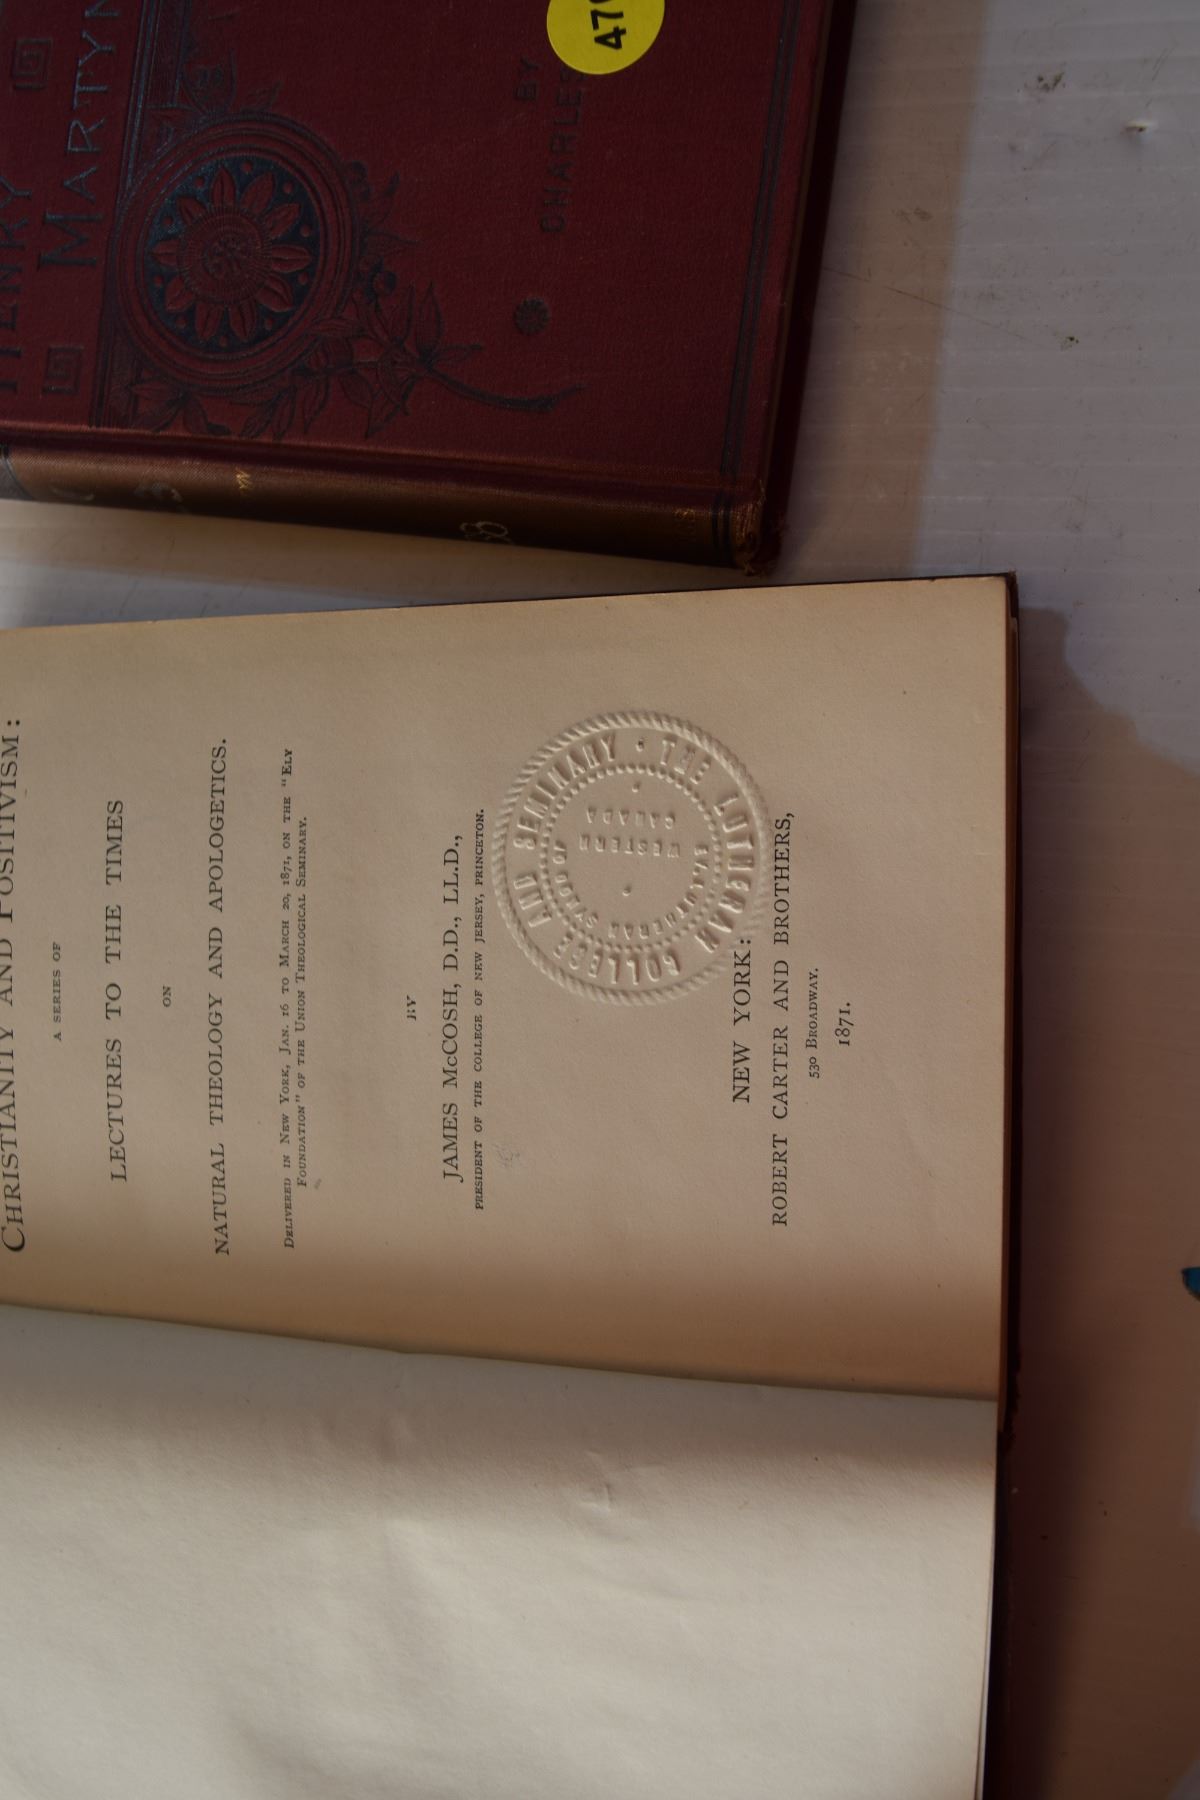 HENRY
MARTYN
BY
CHARLES
CHRISTIANITY AND POSITIVISM:
A SERIES OF
LECTURES TO THE TIMES
ON
NATURAL THEOLOGY AND APOLOGETICS.
DELIVERED IN NEW YORK, JAN. 16 TO MARCH 20, 1871, ON THE "ELY
FOUNDATION" OF THE UNION THEOLOGICAL SEMINARY.
BY
JAMES McCOSH, D.D., LL.D.,
PRESIDENT OF THE COLLEGE OF NEW JERSEY, PRINCETON.
THE LUTHERAN COLLEGE AND SEMINARY
EV. LUTHERAN SYNOD OF
WESTERN
CANADA
NEW YORK:
ROBERT CARTER AND BROTHERS,
530 BROADWAY.
1871.